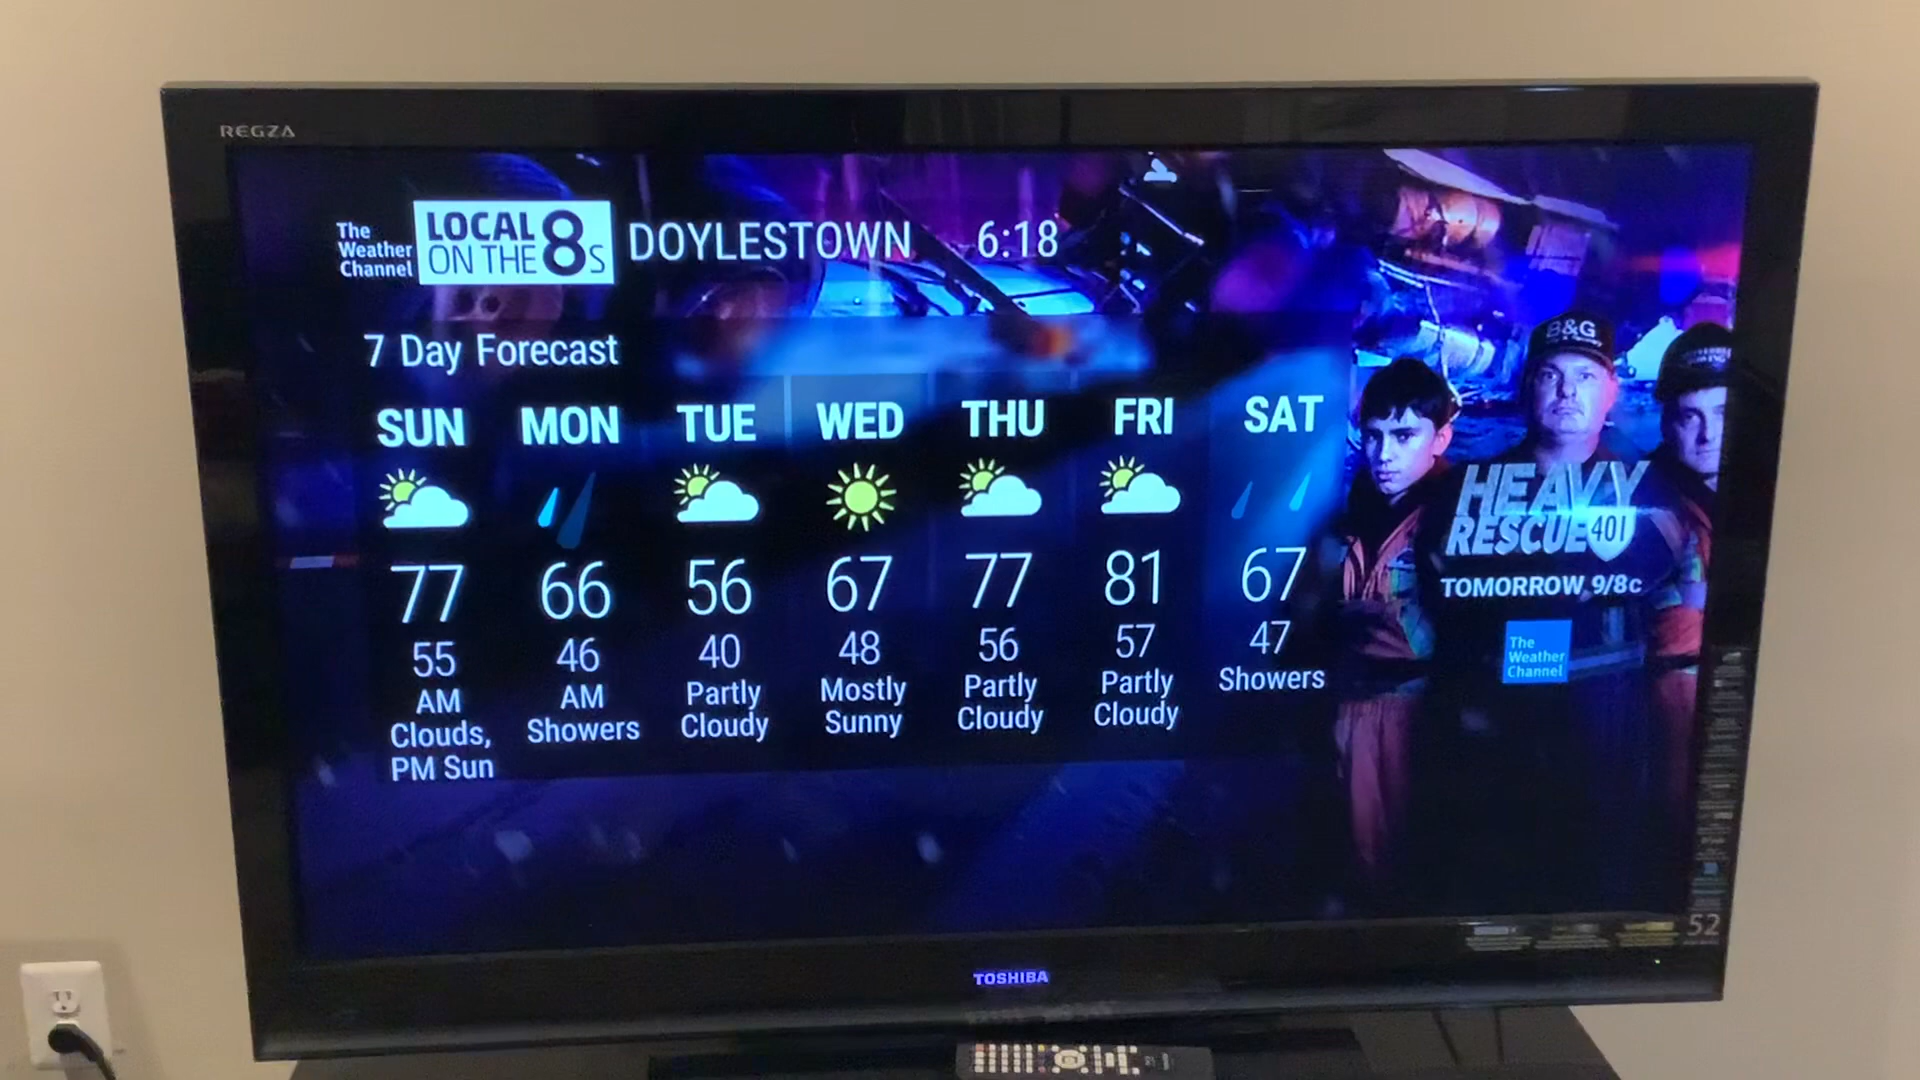 REGZA
The Weather Channel
LOCAL ON THE 8s
DOYLESTOWN 6:18
7 Day Forecast
SUN MON TUE WED THU FRI SAT
77 66 56 67 77 81 67
55 46 40 48 56 57 47
AM Clouds, PM Sun
AM Showers
Partly Cloudy
Mostly Sunny
Partly Cloudy
Partly Cloudy
Showers
B&G
HEAVY
RESCUE 401
TOMORROW 9/8c
The
Weather
Channel
52
TOSHIBA